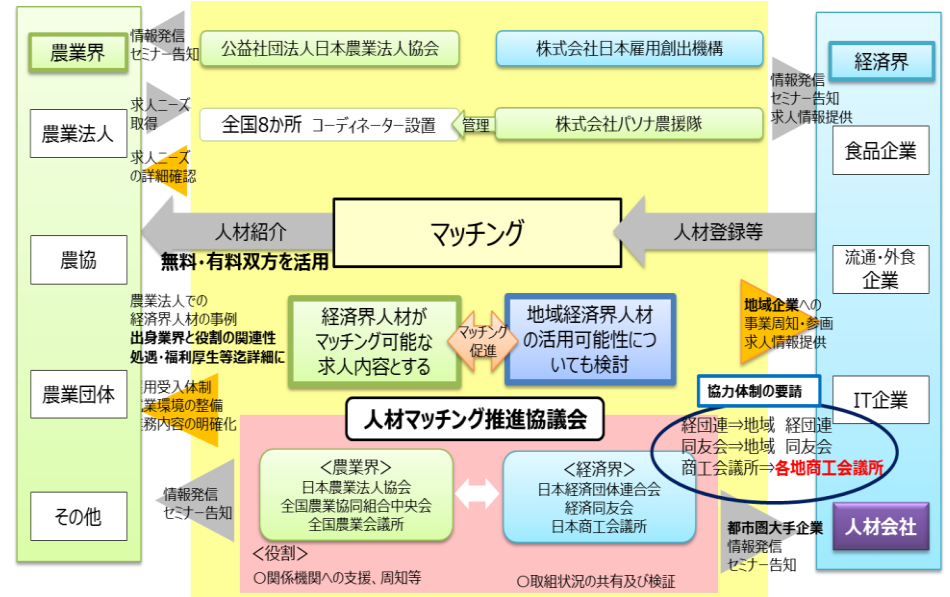 農業界
農業法人
農協
農業団体
その他
情報発信
セミナー告知
求人ニーズ
取得
求人ニーズ
の詳細確認
公益社団法人日本農業法人協会
株式会社日本雇用創出機構
全国8か所 コーディネーター設置
管理
株式会社パソナ農援隊
人材紹介
無料・有料双方を活用
マッチング
人材登録等
農業法人での
経済界人材の事例
出身業界と役割の関連性
処遇・福利厚生等迄詳細に
経済界人材が
マッチング可能な
求人内容とする
マッチング
促進
地域経済界人材
の活用可能性につ
いても検討
用受入体制
業環境の整備
務内容の明確化
人材マッチング推進協議会
情報発信
セミナー告知
<農業界>
日本農業法人協会
全国農業協同組合中央会
全国農業会議所
<経済界>
日本経済団体連合会
経済同友会
日本商工会議所
<役割>
○関係機関への支援、周知等
○取組状況の共有及び検証
情報発信
セミナー告知
求人情報提供
地域企業への
事業周知・参画
求人情報提供
協力体制の要請
経団連⇒地域 経団連
同友会⇒地域 同友会
商工会議所⇒各地商工会議所
都市圏大手企業
情報発信
セミナー告知
経済界
食品企業
流通・外食
企業
IT企業
人材会社